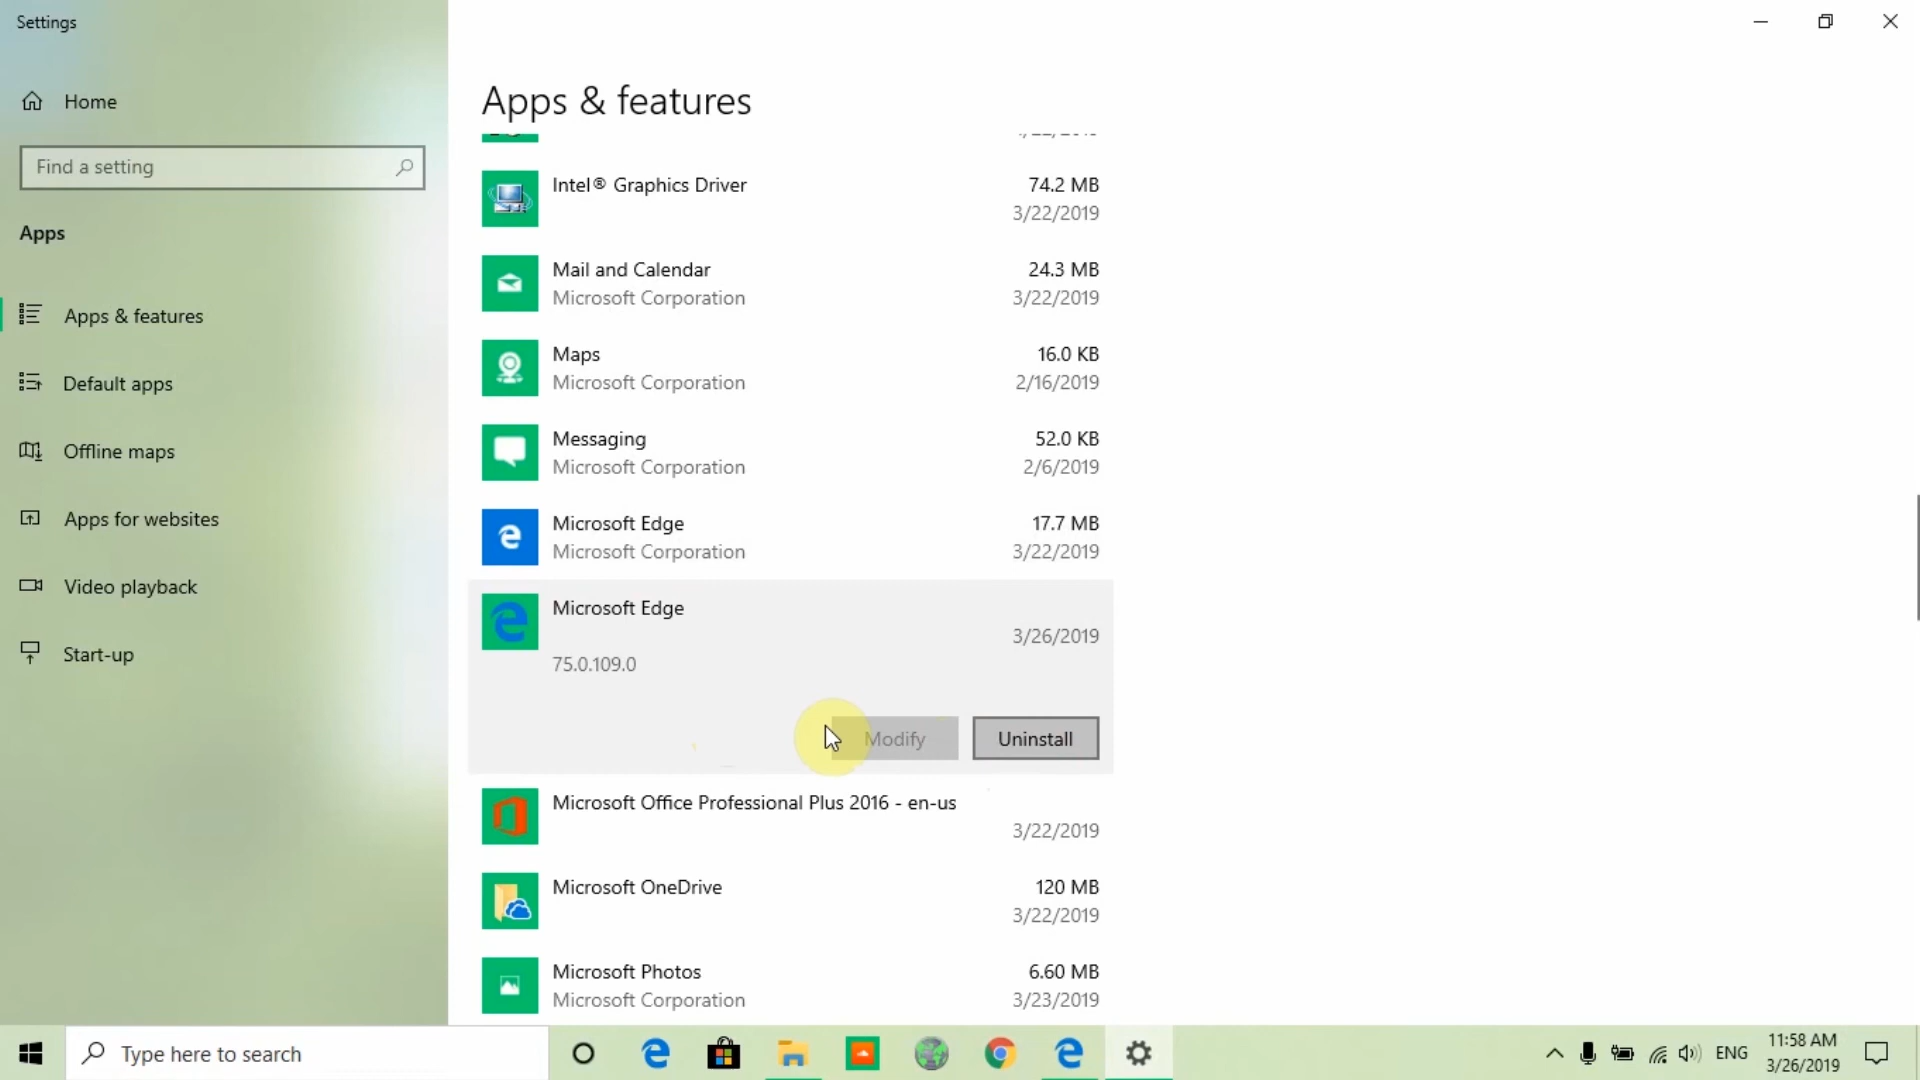 Settings
Home
Find a setting
Apps
Apps & features
Default apps
Offline maps
Apps for websites
Video playback
Start-up
Apps & features
Intel® Graphics Driver
74.2 MB
3/22/2019
Mail and Calendar
24.3 MB
Microsoft Corporation
3/22/2019
Maps
16.0 KB
Microsoft Corporation
2/16/2019
Messaging
52.0 KB
Microsoft Corporation
2/6/2019
Microsoft Edge
17.7 MB
Microsoft Corporation
3/22/2019
Microsoft Edge
3/26/2019
75.0.109.0
Modify
Uninstall
Microsoft Office Professional Plus 2016 - en-us
3/22/2019
Microsoft OneDrive
120 MB
3/22/2019
Microsoft Photos
6.60 MB
Microsoft Corporation
3/23/2019
Type here to search
ENG
11:58 AM
3/26/2019